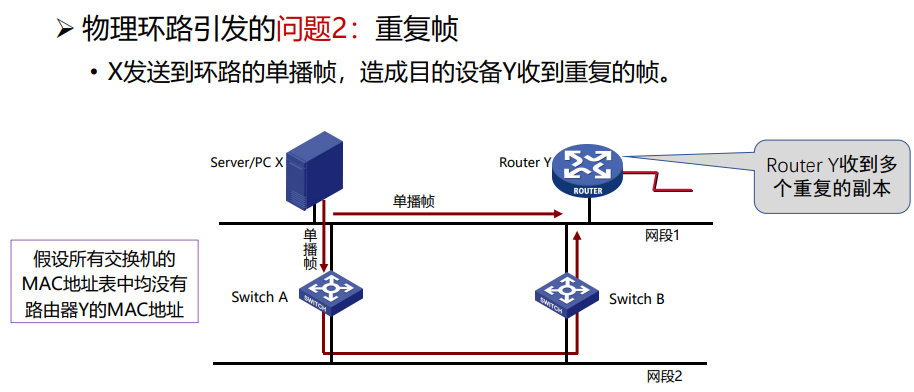 物理环路引发的问题2：重复帧
X发送到环路的单播帧，造成目的设备Y收到重复的帧。
Server/PC X
Router Y
ROUTER
Router Y收到多
个重复的副本
单播帧
网段1
单播帧
假设所有交换机的
MAC地址表中均没有
路由器Y的MAC地址
Switch A
SWITCH
SWITCH
Switch B
网段2